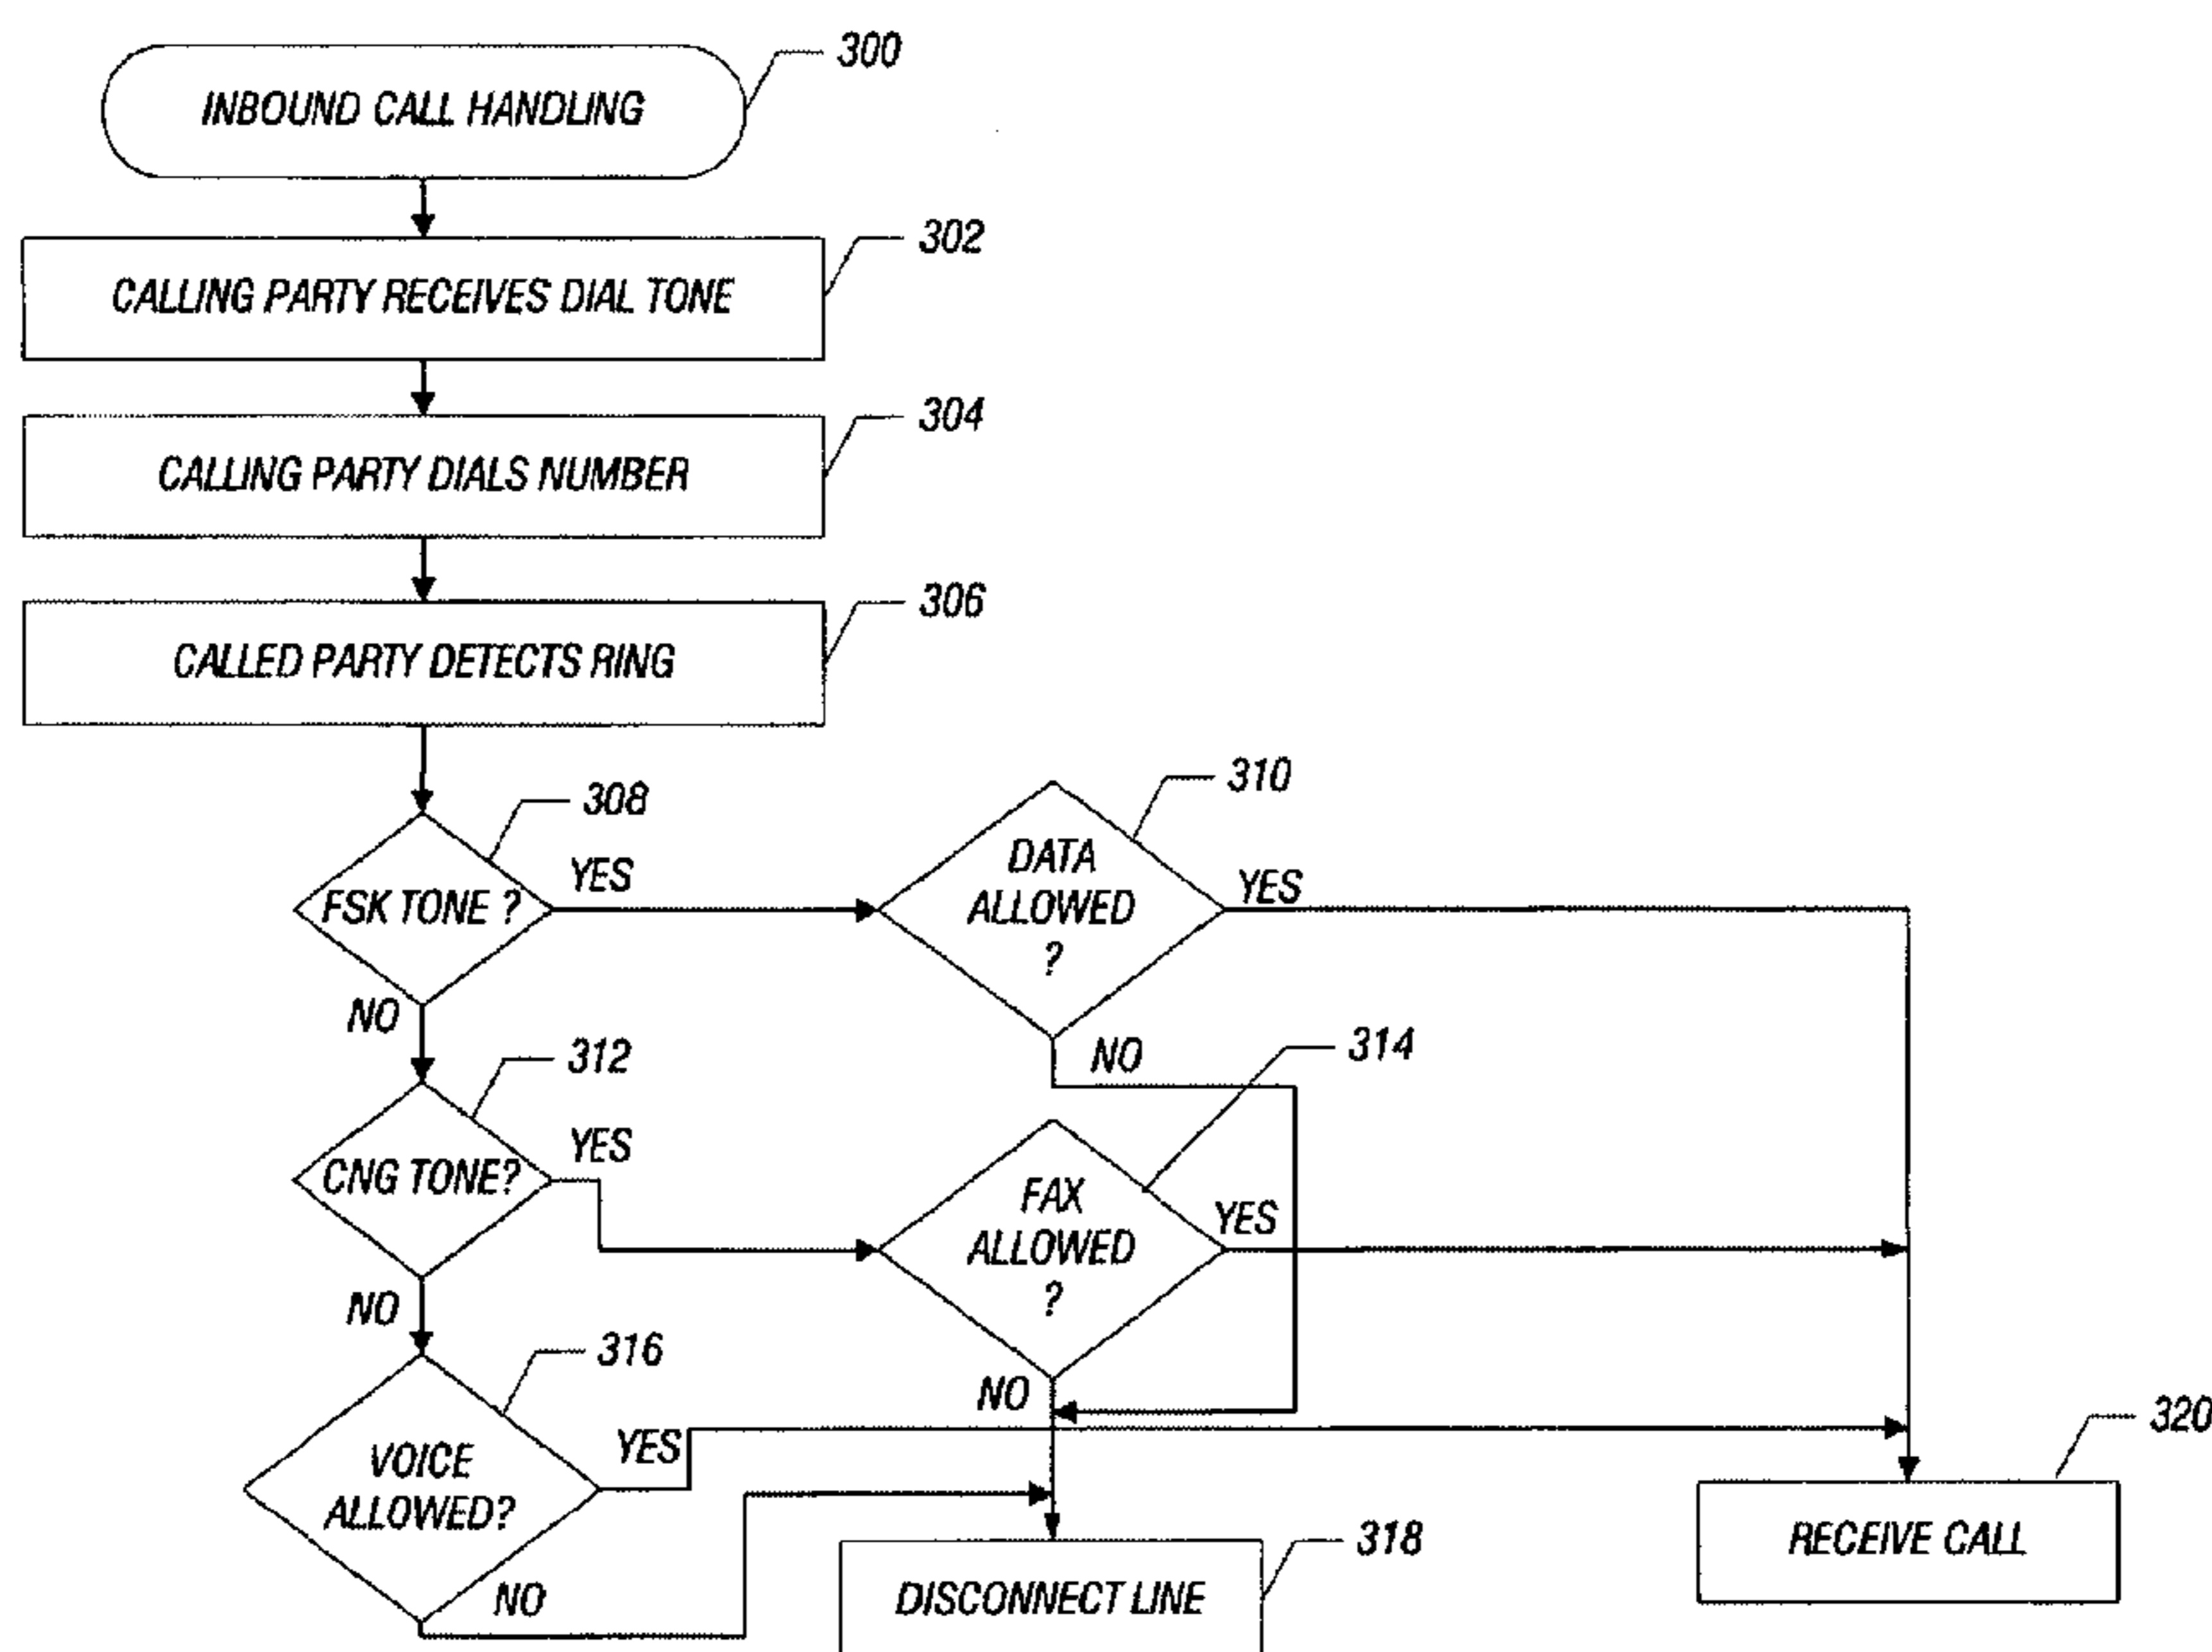 300
INBOUND CALL HANDLING
302
CALLING PARTY RECEIVES DIAL TONE
304
CALLING PARTY DIALS NUMBER
306
CALLED PARTY DETECTS RING
308
FSK TONE ?
YES
NO
310
DATA
ALLOWED
?
YES
NO
312
CNG TONE?
YES
NO
314
FAX
ALLOWED
?
YES
NO
316
VOICE
ALLOWED?
YES
NO
318
DISCONNECT LINE
320
RECEIVE CALL